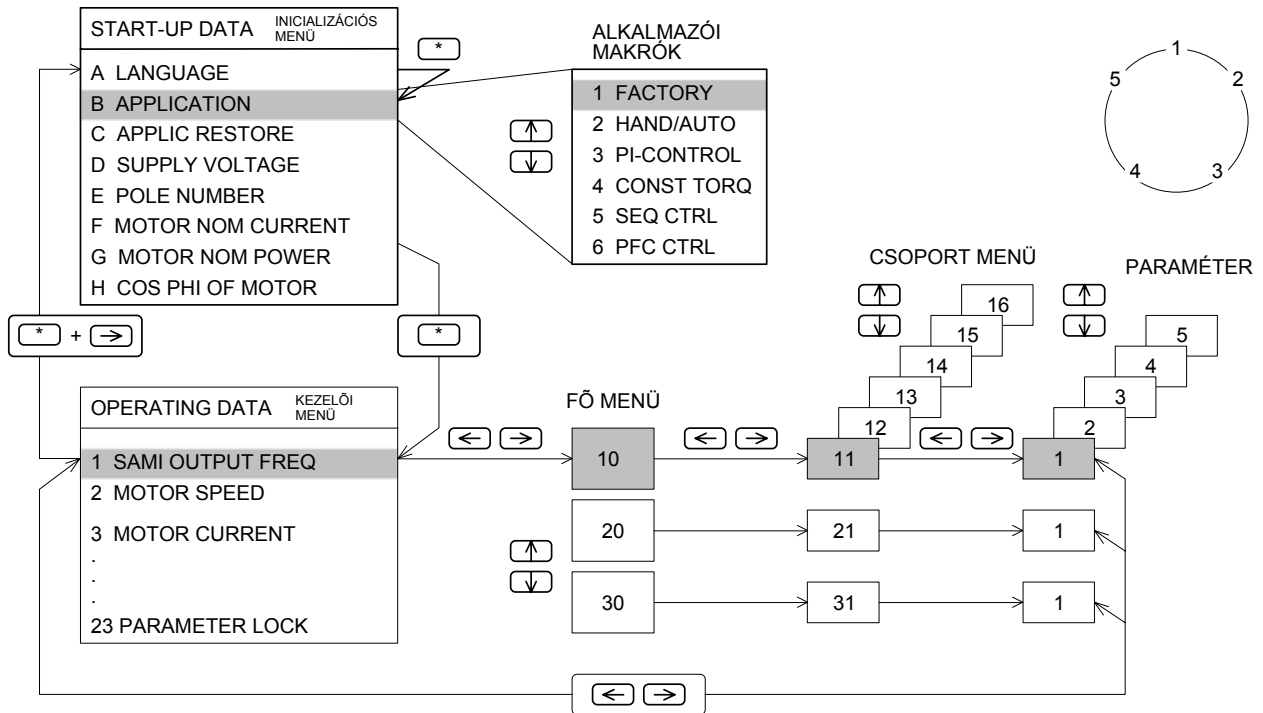 START-UP DATA INICIALIZÁCIÓS MENÜ
A LANGUAGE
B APPLICATION
C APPLIC RESTORE
D SUPPLY VOLTAGE
E POLE NUMBER
F MOTOR NOM CURRENT
G MOTOR NOM POWER
H COS PHI OF MOTOR
*
ALKALMAZÓI
MAKRÓK
1 FACTORY
2 HAND/AUTO
3 PI-CONTROL
4 CONST TORQ
5 SEQ CTRL
6 PFC CTRL
1
5 2
4 3
* +
*
CSOPORT MENÜ
PARAMÉTER
16
15
14
13
12
11
5
4
3
2
1
OPERATING DATA KEZELÕI MENÜ
1 SAMI OUTPUT FREQ
2 MOTOR SPEED
3 MOTOR CURRENT
.
.
.
23 PARAMETER LOCK
FÕ MENÜ
10
20 21 1
30 31 1